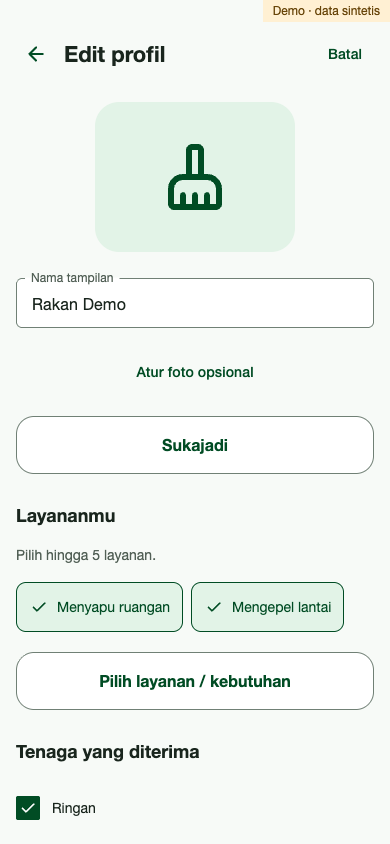 Demo · data sintetis
Edit profil
Batal
Nama tampilan
Rakan Demo
Atur foto opsional
Sukajadi
Layananmu
Pilih hingga 5 layanan.
Menyapu ruangan
Mengepel lantai
Pilih layanan / kebutuhan
Tenaga yang diterima
Ringan